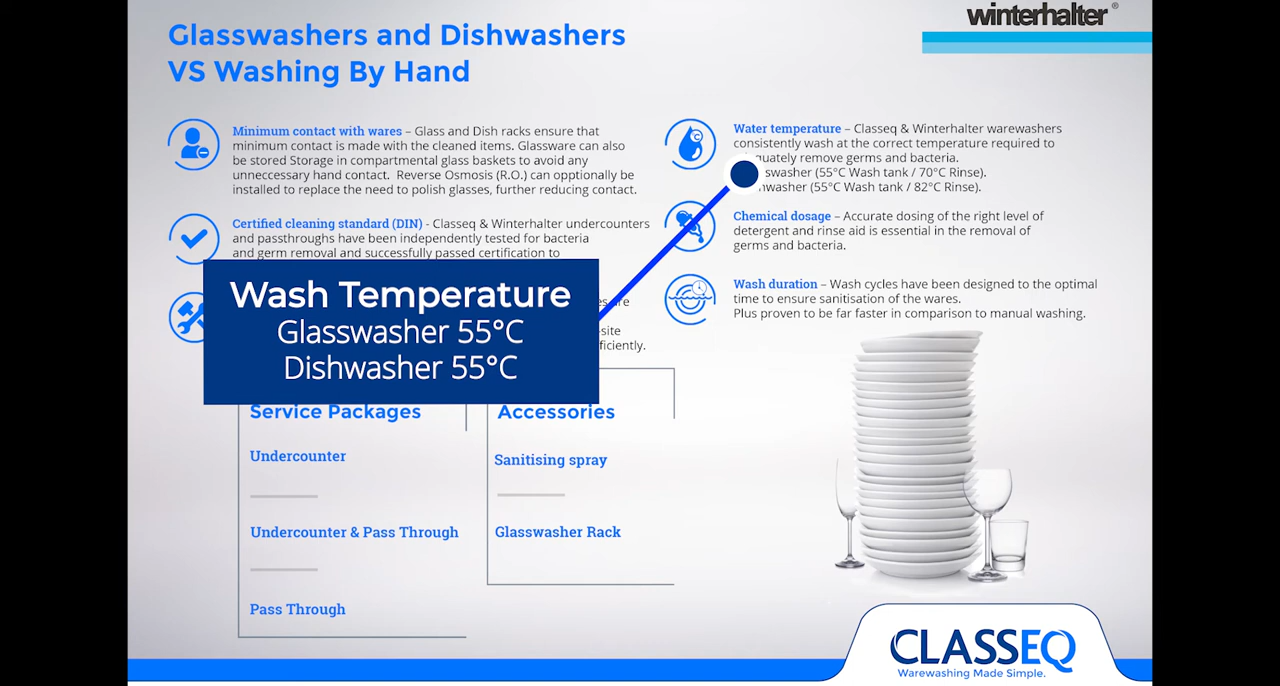 winterhalter®
Glasswashers and Dishwashers
VS Washing By Hand
Minimum contact with wares – Glass and Dish racks ensure that
minimum contact is made with the cleaned items. Glassware can also
be stored Storage in compartmental glass baskets to avoid any
unneccessary hand contact. Reverse Osmosis (R.O.) can opptionally be
installed to replace the need to polish glasses, further reducing contact.
Certified cleaning standard (DIN) - Classeq & Winterhalter undercounters
and passthroughs have been independently tested for bacteria
and germ removal and successfully passed certification to
Wash Temperature
Glasswasher 55°C
Dishwasher 55°C
Water temperature – Classeq & Winterhalter warewashers
consistently wash at the correct temperature required to
remove germs and bacteria.
(55°C Wash tank / 70°C Rinse).
(55°C Wash tank / 82°C Rinse).
Chemical dosage – Accurate dosing of the right level of
detergent and rinse aid is essential in the removal of
germs and bacteria.
Wash duration – Wash cycles have been designed to the optimal
time to ensure sanitisation of the wares.
Plus proven to be far faster in comparison to manual washing.
Service Packages
Undercounter
Undercounter & Pass Through
Pass Through
Accessories
Sanitising spray
Glasswasher Rack
CLASSEQ
Warewashing Made Simple.